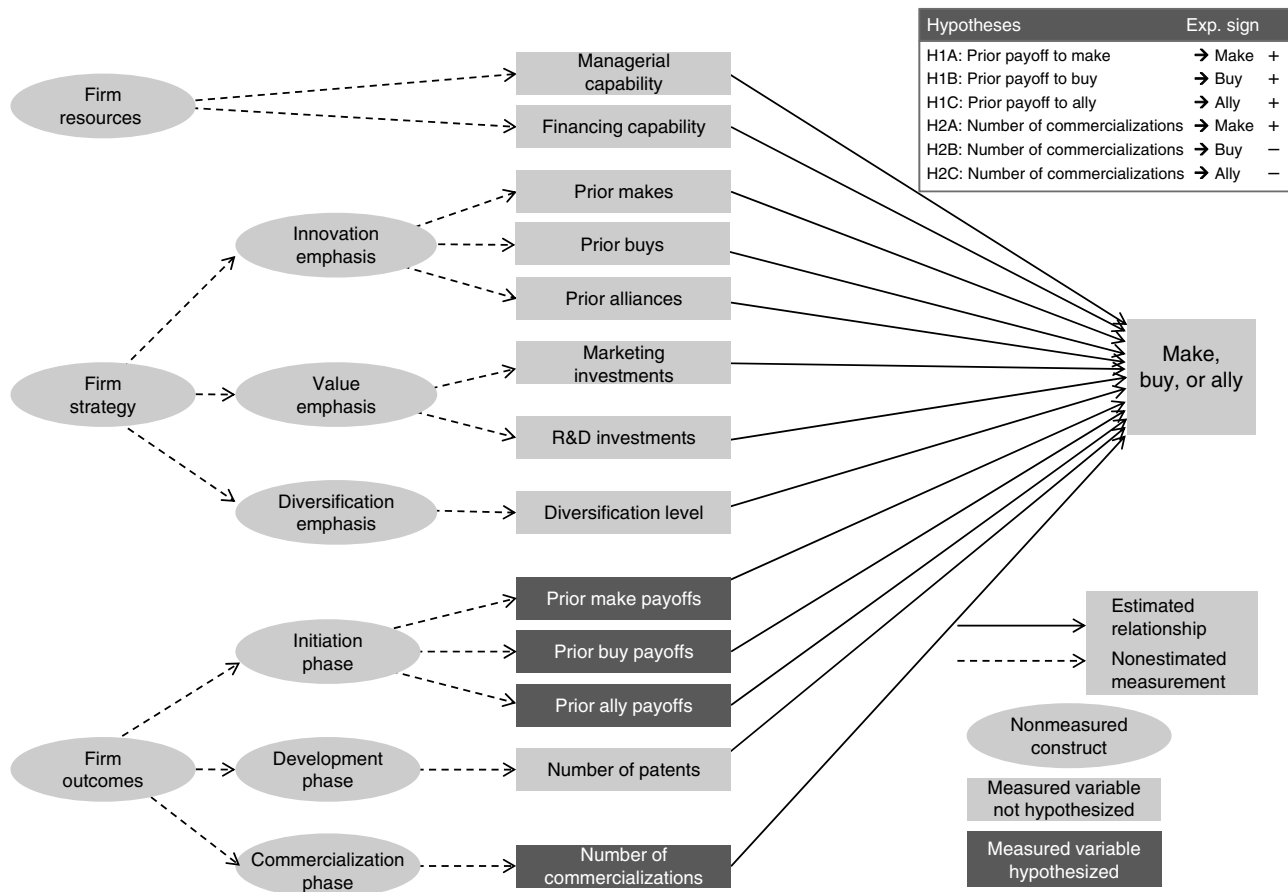 Hypotheses Exp. sign
H1A: Prior payoff to make → Make +
H1B: Prior payoff to buy → Buy +
H1C: Prior payoff to ally → Ally +
H2A: Number of commercializations → Make +
H2B: Number of commercializations → Buy −
H2C: Number of commercializations → Ally −
Firm
resources
Managerial
capability
Financing capability
Firm
strategy
Innovation
emphasis
Prior makes
Prior buys
Prior alliances
Value
emphasis
Marketing
investments
R&D investments
Diversification
emphasis
Diversification level
Firm
outcomes
Initiation
phase
Prior make payoffs
Prior buy payoffs
Prior ally payoffs
Development
phase
Number of patents
Commercialization
phase
Number of
commercializations
Make,
buy, or ally
Estimated
relationship
Nonestimated
measurement
Nonmeasured
construct
Measured variable
not hypothesized
Measured variable
hypothesized